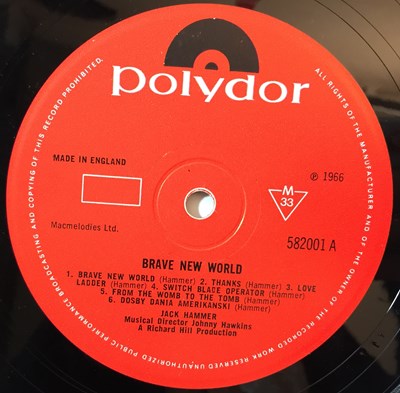 polydor
ALL RIGHTS OF THE MANUFACTURER AND OF THE OWNER OF THE RECORDED WORK RESERVED UNAUTHORIZED PUBLIC PERFORMANCE BROADCASTING AND COPYING OF THIS RECORD PROHIBITED.
MADE IN ENGLAND
℗ 1966
M
33
Macmelodies Ltd.
582001 A
BRAVE NEW WORLD
1. BRAVE NEW WORLD (Hammer) 2. THANKS (Hammer) 3. LOVE
LADDER (Hammer) 4. SWITCH BLACE OPERATOR (Hammer)
5. FROM THE WOMB TO THE TOMB (Hammer)
6. DOSBY DANIA AMERIKANSKI (Hammer)
JACK HAMMER
Musical Director Johnny Hawkins
A Richard Hill Production